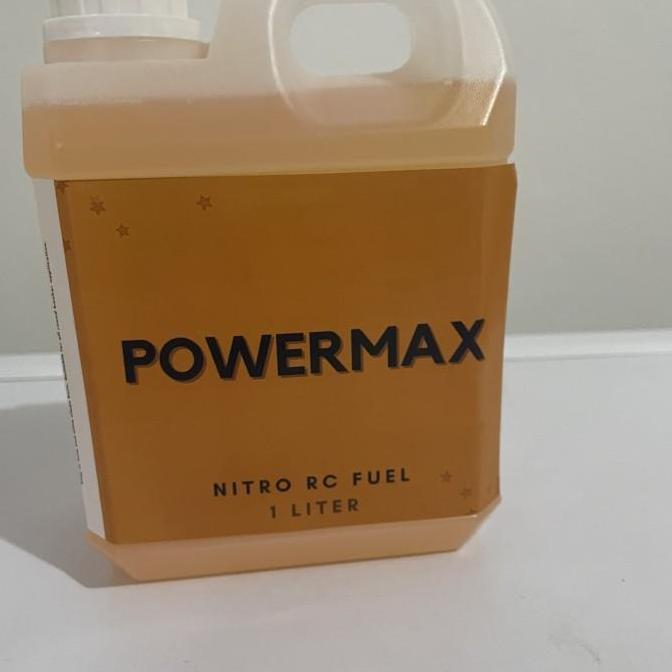 POWERMAX
NITRO RC FUEL
1 LITER